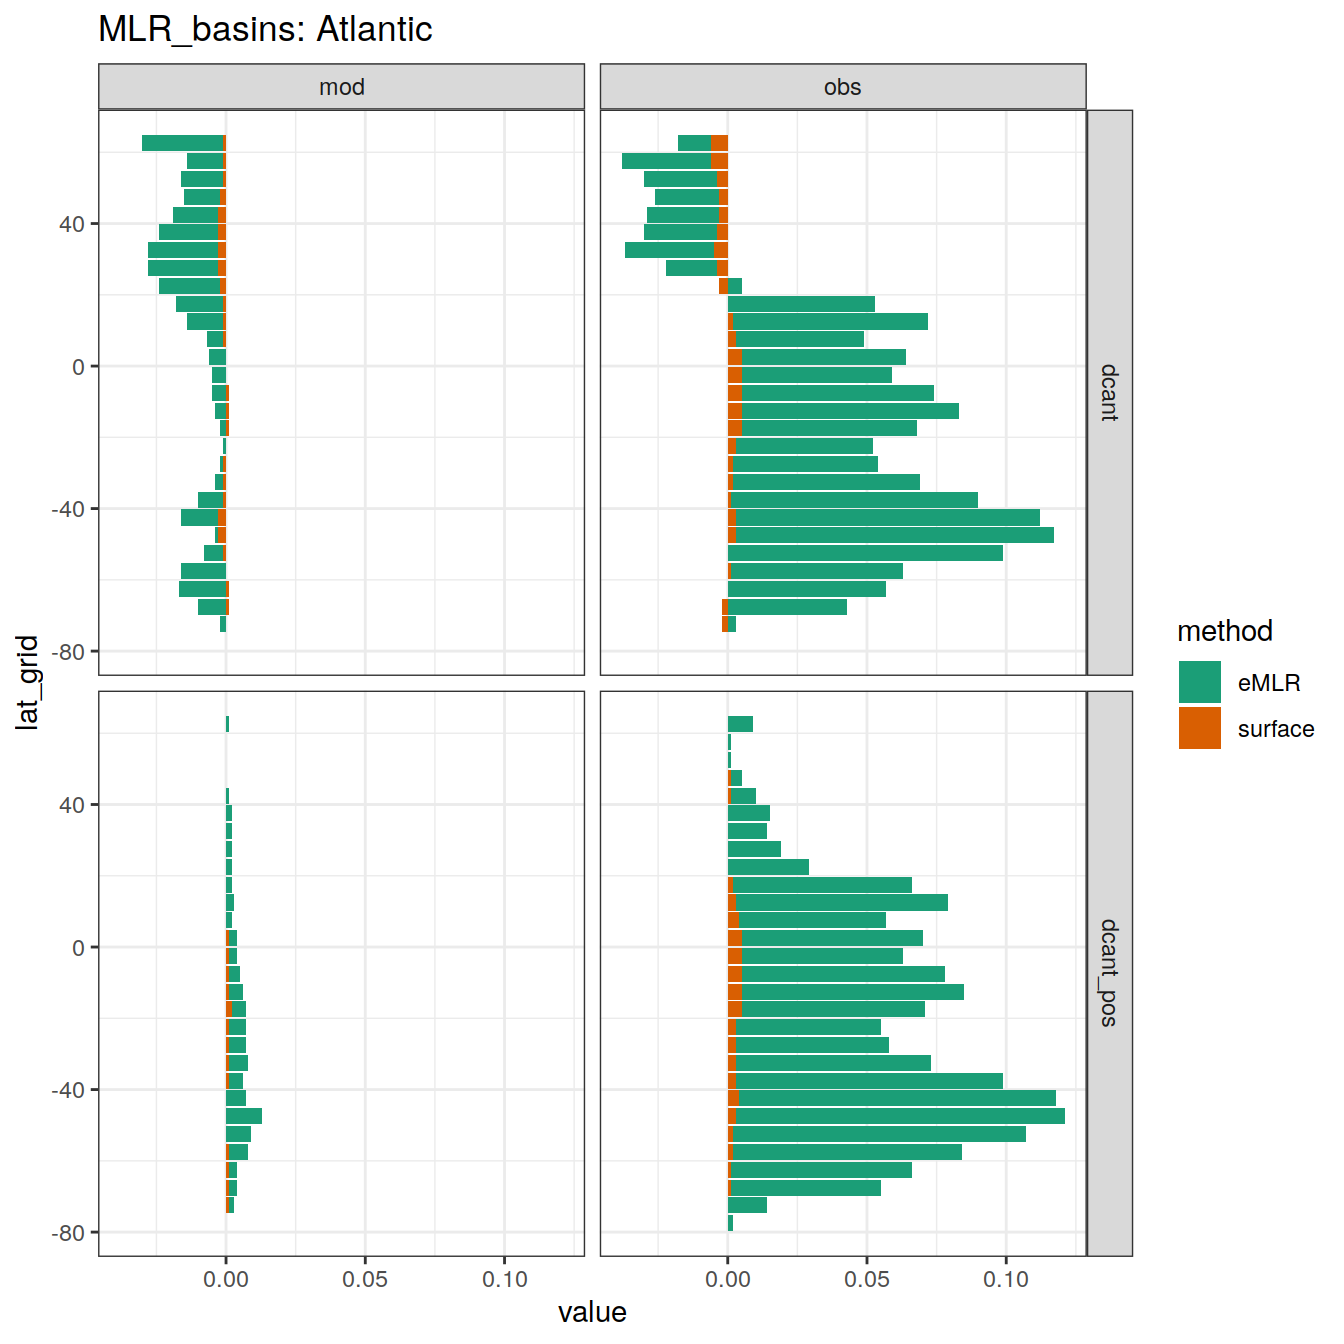 MLR_basins: Atlantic
mod
obs
40
0
-40
-80
dcant
40
0
-40
-80
dcant_pos
0.00
0.05
0.10
0.00
0.05
0.10
value
lat_grid
method
eMLR
surface